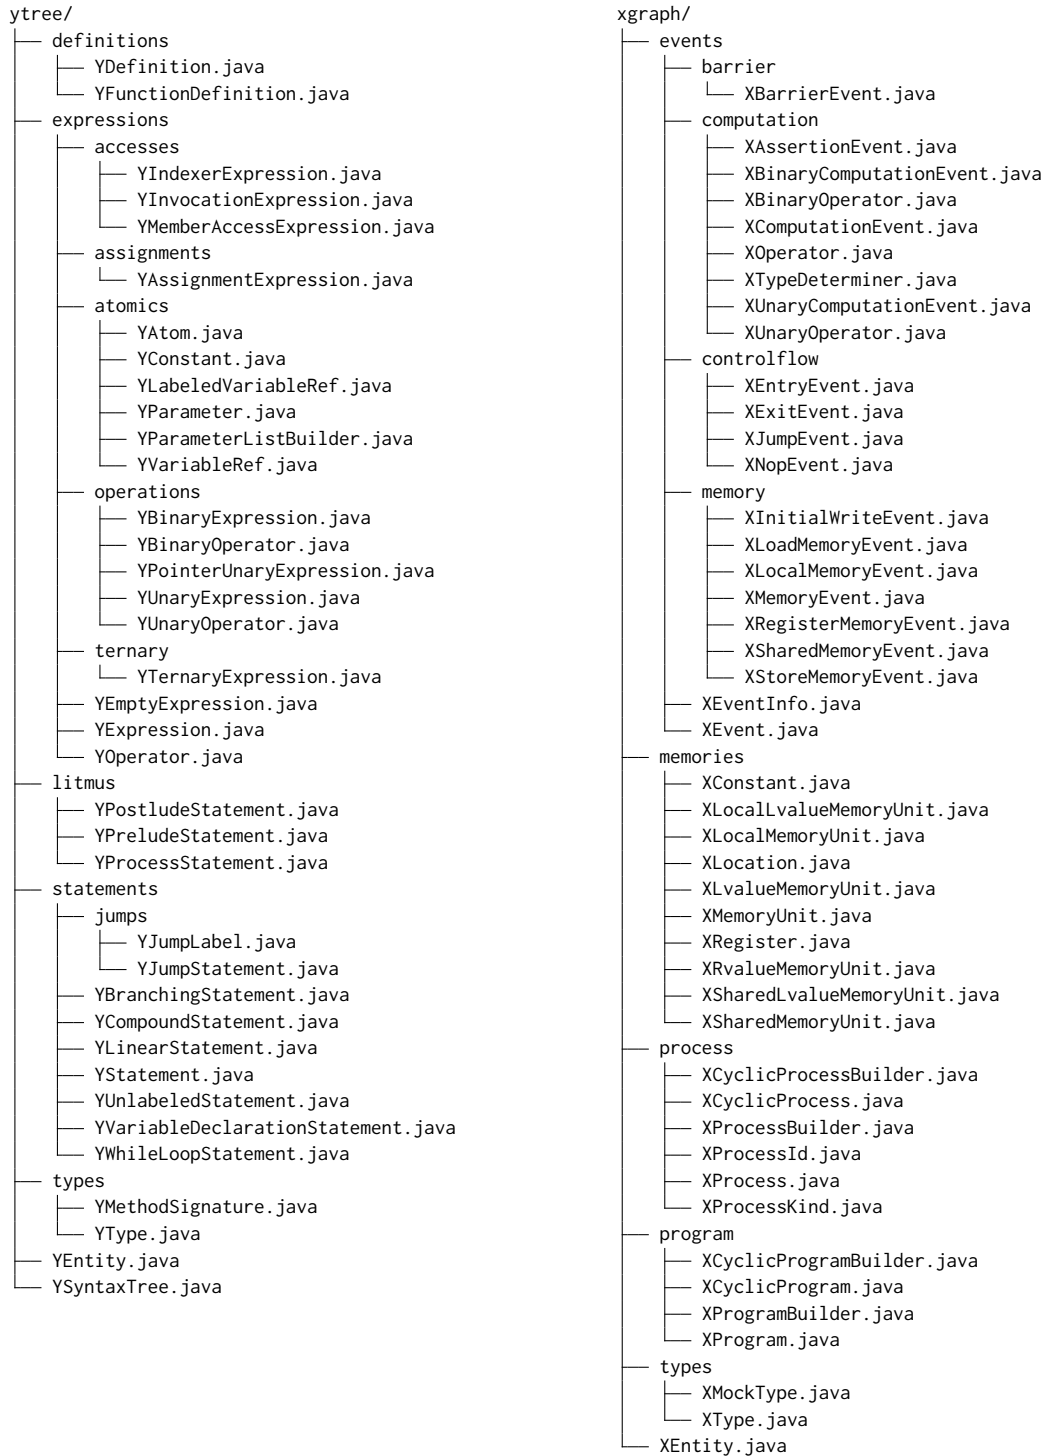 ytree/
├── definitions
│   ├── YDefinition.java
│   └── YFunctionDefinition.java
├── expressions
│   ├── accesses
│   │   ├── YIndexerExpression.java
│   │   ├── YInvocationExpression.java
│   │   └── YMemberAccessExpression.java
│   ├── assignments
│   │   └── YAssignmentExpression.java
│   ├── atomics
│   │   ├── YAtom.java
│   │   ├── YConstant.java
│   │   ├── YLabeledVariableRef.java
│   │   ├── YParameter.java
│   │   ├── YParameterListBuilder.java
│   │   └── YVariableRef.java
│   ├── operations
│   │   ├── YBinaryExpression.java
│   │   ├── YBinaryOperator.java
│   │   ├── YPointerUnaryExpression.java
│   │   ├── YUnaryExpression.java
│   │   └── YUnaryOperator.java
│   ├── ternary
│   │   └── YTernaryExpression.java
│   ├── YEmptyExpression.java
│   ├── YExpression.java
│   └── YOperator.java
├── litmus
│   ├── YPostludeStatement.java
│   ├── YPreludeStatement.java
│   └── YProcessStatement.java
├── statements
│   ├── jumps
│   │   ├── YJumpLabel.java
│   │   └── YJumpStatement.java
│   ├── YBranchingStatement.java
│   ├── YCompoundStatement.java
│   ├── YLinearStatement.java
│   ├── YStatement.java
│   ├── YUnlabeledStatement.java
│   ├── YVariableDeclarationStatement.java
│   └── YWhileLoopStatement.java
├── types
│   ├── YMethodSignature.java
│   └── YType.java
├── YEntity.java
└── YSyntaxTree.java
xgraph/
├── events
│   ├── barrier
│   │   └── XBarrierEvent.java
│   ├── computation
│   │   ├── XAssertionEvent.java
│   │   ├── XBinaryComputationEvent.java
│   │   ├── XBinaryOperator.java
│   │   ├── XComputationEvent.java
│   │   ├── XOperator.java
│   │   ├── XTypeDeterminer.java
│   │   ├── XUnaryComputationEvent.java
│   │   └── XUnaryOperator.java
│   ├── controlflow
│   │   ├── XEntryEvent.java
│   │   ├── XExitEvent.java
│   │   ├── XJumpEvent.java
│   │   └── XNopEvent.java
│   ├── memory
│   │   ├── XInitialWriteEvent.java
│   │   ├── XLoadMemoryEvent.java
│   │   ├── XLocalMemoryEvent.java
│   │   ├── XMemoryEvent.java
│   │   ├── XRegisterMemoryEvent.java
│   │   ├── XSharedMemoryEvent.java
│   │   └── XStoreMemoryEvent.java
│   ├── XEventInfo.java
│   └── XEvent.java
├── memories
│   ├── XConstant.java
│   ├── XLocalLvalueMemoryUnit.java
│   ├── XLocalMemoryUnit.java
│   ├── XLocation.java
│   ├── XLvalueMemoryUnit.java
│   ├── XMemoryUnit.java
│   ├── XRegister.java
│   ├── XRvalueMemoryUnit.java
│   ├── XSharedLvalueMemoryUnit.java
│   └── XSharedMemoryUnit.java
├── process
│   ├── XCyclicProcessBuilder.java
│   ├── XCyclicProcess.java
│   ├── XProcessBuilder.java
│   ├── XProcessId.java
│   ├── XProcess.java
│   └── XProcessKind.java
├── program
│   ├── XCyclicProgramBuilder.java
│   ├── XCyclicProgram.java
│   ├── XProgramBuilder.java
│   └── XProgram.java
├── types
│   ├── XMockType.java
│   └── XType.java
└── XEntity.java